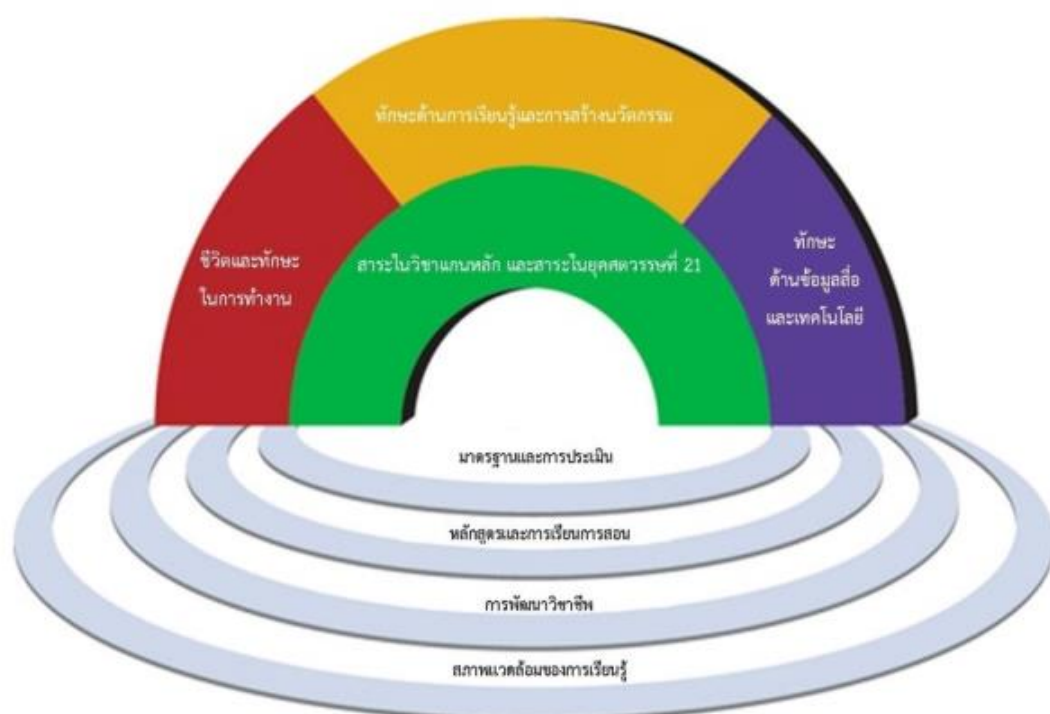 ทักษะด้านการเรียนรู้และการสร้างนวัตกรรม
ชีวิตและทักษะ
ในการทำงาน
สาระในวิชาแกนหลัก และสาระในยุคศตวรรษที่ 21
ทักษะ
ด้านข้อมูลสื่อ
และเทคโนโลยี
มาตรฐานและการประเมิน
หลักสูตรและการเรียนการสอน
การพัฒนาวิชาชีพ
สภาพแวดล้อมของการเรียนรู้